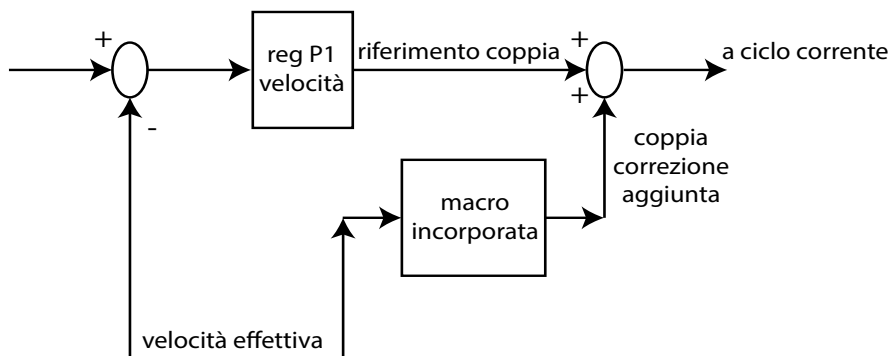 +
reg P1
velocità
riferimento coppia
+
a ciclo corrente
-
+
coppia
correzione
aggiunta
macro
incorporata
velocità effettiva